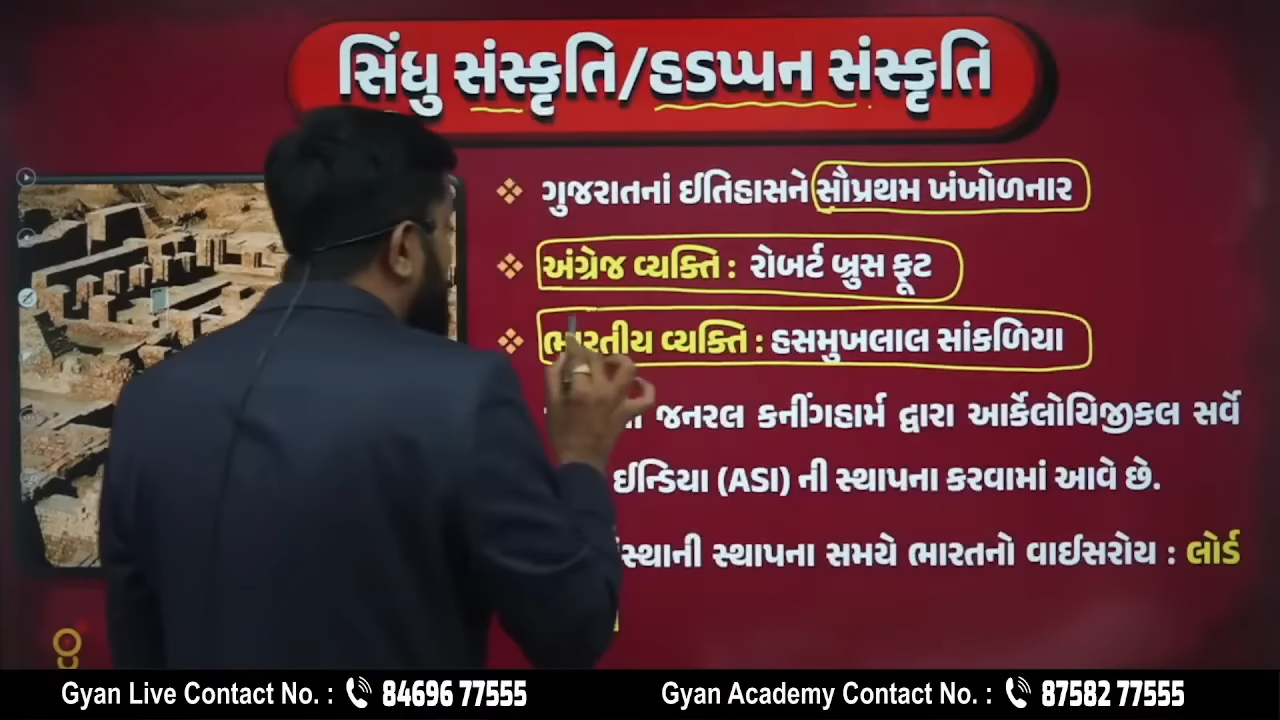 સિંધુ સંસ્કૃતિ/હડપ્પન સંસ્કૃતિ
ગુજરાતનાં ઈતિહાસને સૌપ્રથમ ખંખોળનાર
અંગ્રેજ વ્યક્તિ : રોબર્ટ બ્રુસ ફૂટ
ભારતીય વ્યક્તિ : હસમુખલાલ સાંકળિયા
જનરલ કનીંગહાર્મ દ્વારા આર્કેલોયિજીકલ સર્વે
ઈન્ડિયા (ASI) ની સ્થાપના કરવામાં આવે છે.
સ્થાપના સમયે ભારતનો વાઈસરોય : લોર્ડ
Gyan Live Contact No. : 84696 77555
Gyan Academy Contact No. : 87582 77555